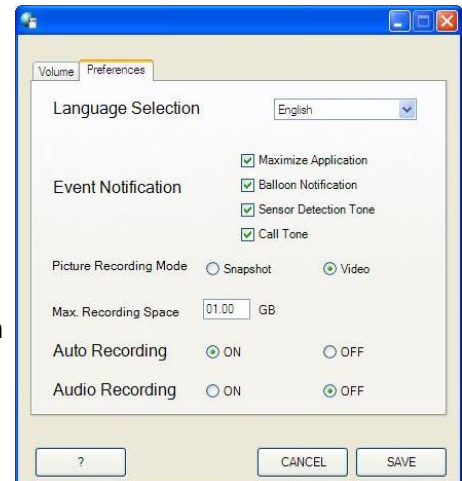 Volume Preferences
Language Selection English
Event Notification
Maximize Application
Balloon Notification
Sensor Detection Tone
Call Tone
Picture Recording Mode Snapshot Video
Max. Recording Space 01.00 GB
Auto Recording ON OFF
Audio Recording ON OFF
? CANCEL SAVE